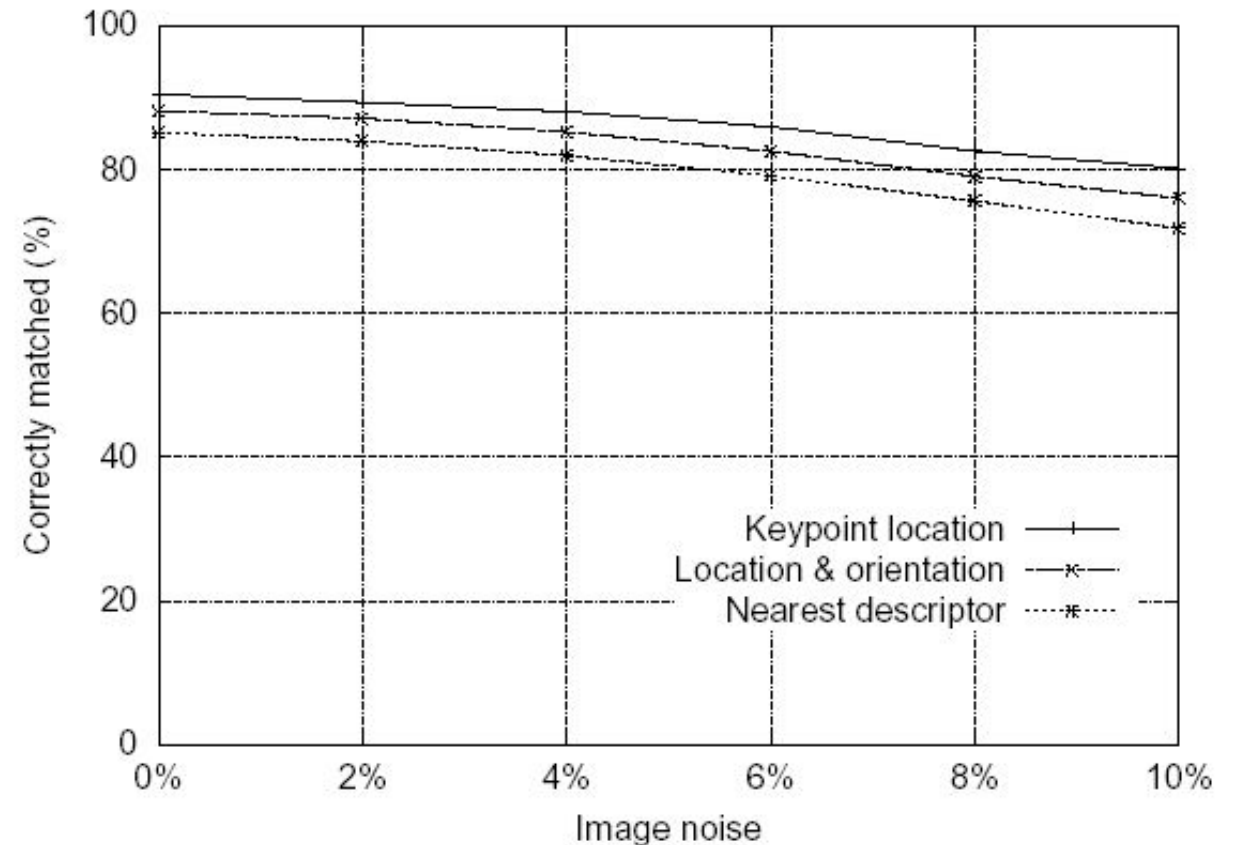 100
80
60
40
20
0
Correctly matched (%)
Keypoint location
Location & orientation
Nearest descriptor
0% 2% 4% 6% 8% 10%
Image noise